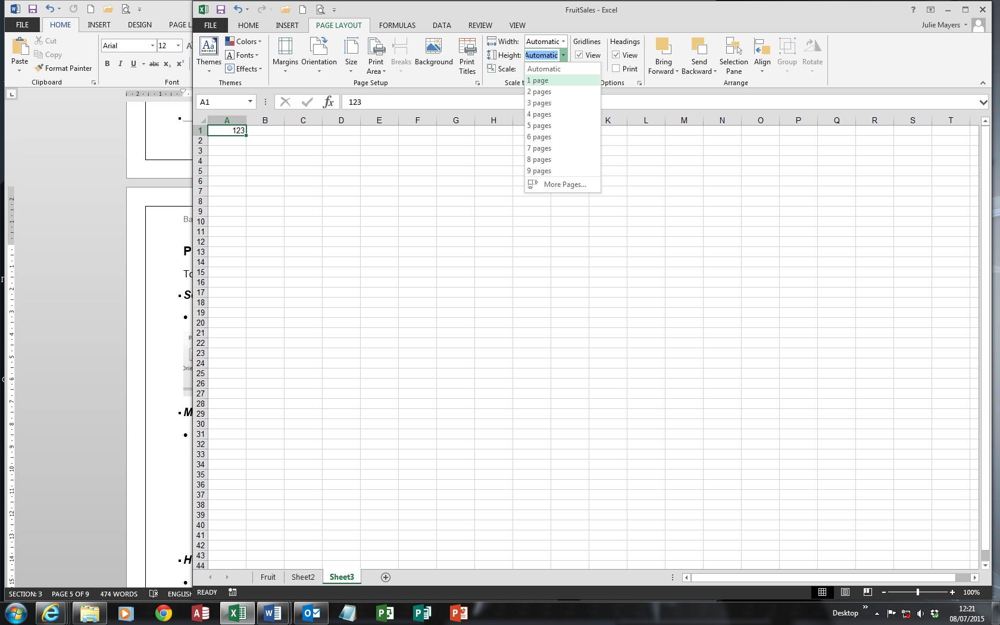 FILE HOME INSERT DESIGN PAGE L
Cut
Copy
Format Painter
Paste
Arial 12
B I U abc x₂ x²
Clipboard Font
2 1
Ba
P
To
S
M
H
SECTION: 3 PAGE 5 OF 9 474 WORDS ENGLISH
FruitSales - Excel
?
FILE HOME INSERT PAGE LAYOUT FORMULAS DATA REVIEW VIEW
Julie Mayers
Themes
Colors
Fonts
Effects
Themes
Margins Orientation Size Print Area Breaks Background Print Titles
Page Setup
Width: Automatic
Height: Automatic
Scale:
Scale t
Gridlines Headings
View View
Print
Options
Bring Forward Send Backward Selection Pane Align Group Rotate
Arrange
Automatic
1 page
2 pages
3 pages
4 pages
5 pages
6 pages
7 pages
8 pages
9 pages
More Pages...
A1 fx 123
A B C D E F G H K L M N O P Q R S T
1 123
2
3
4
5
6
7
8
9
10
11
12
13
14
15
16
17
18
19
20
21
22
23
24
25
26
27
28
29
30
31
32
33
34
35
36
37
38
39
40
41
42
43
44
Fruit Sheet2 Sheet3
READY 100%
Desktop
12:21
08/07/2015